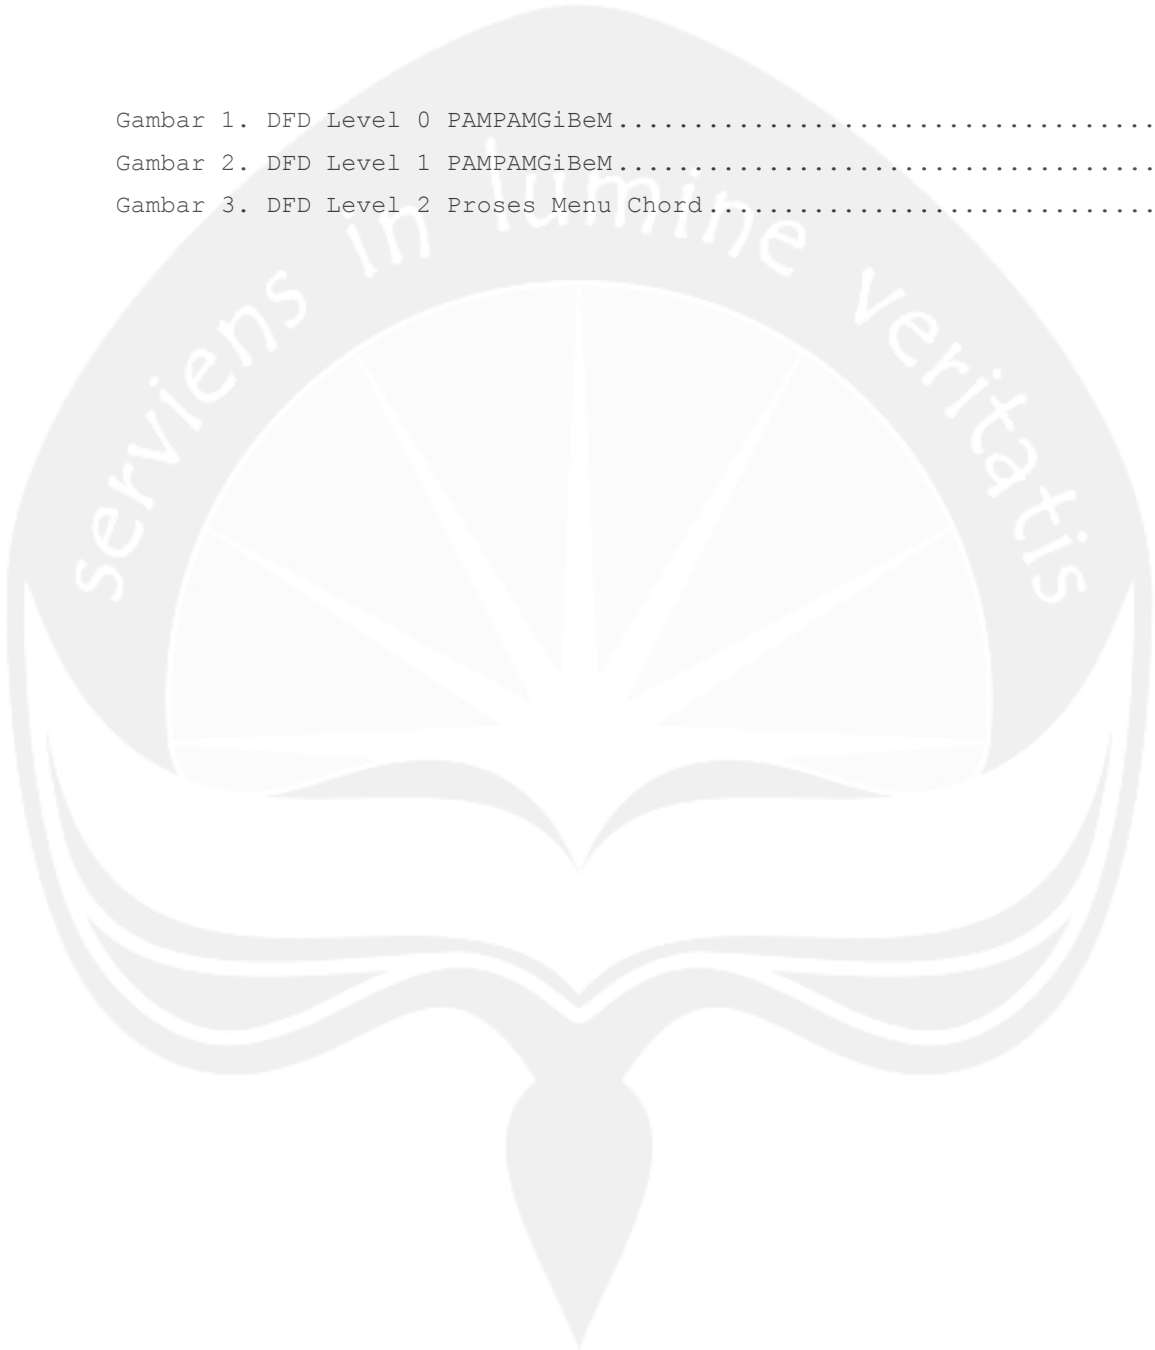 Gambar 1. DFD Level 0 PAMPAMGiBeM....................................
Gambar 2. DFD Level 1 PAMPAMGiBeM....................................
Gambar 3. DFD Level 2 Proses Menu Chord..............................
serviens in lumine veritatis